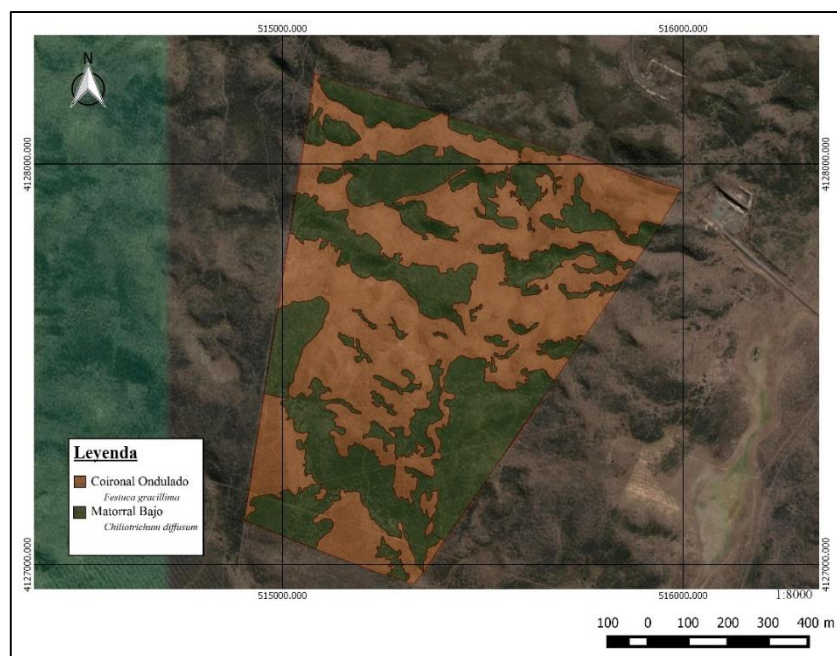 N
515000.000 516000.000
4128000.000 4128000.000
Leyenda
Coironal Ondulado
Festuca gracillima
Matorral Bajo
Chiliotrichum diffusum
4127000.000 4127000.000
515000.000 516000.000
1:8000
100 0 100 200 300 400 m